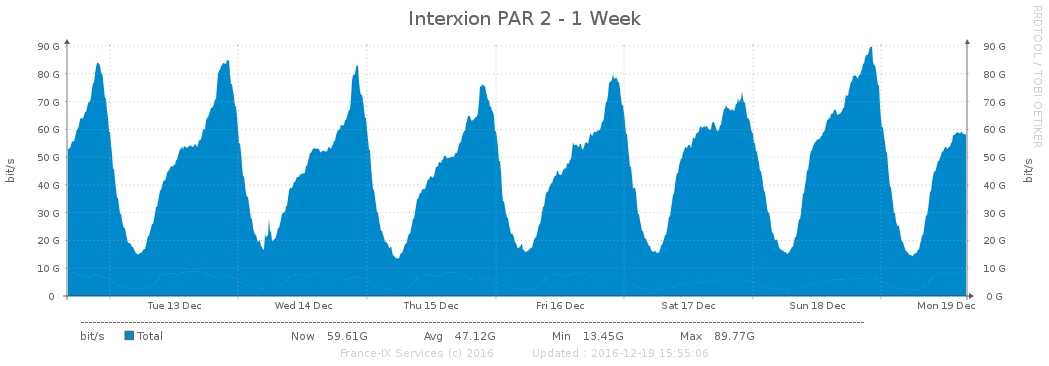 Interxion PAR 2 - 1 Week
RRDTOOL / TOBI OETIKER
90 G 90 G
80 G 80 G
70 G 70 G
60 G 60 G
50 G 50 G
40 G 40 G
30 G 30 G
20 G 20 G
10 G 10 G
0 0 G
bit/s bit/s
Tue 13 Dec Wed 14 Dec Thu 15 Dec Fri 16 Dec Sat 17 Dec Sun 18 Dec Mon 19 Dec
bit/s Total Now 59.61G Avg 47.12G Min 13.45G Max 89.77G
France-IX Services (c) 2016 Updated : 2016-12-19 15:55:06